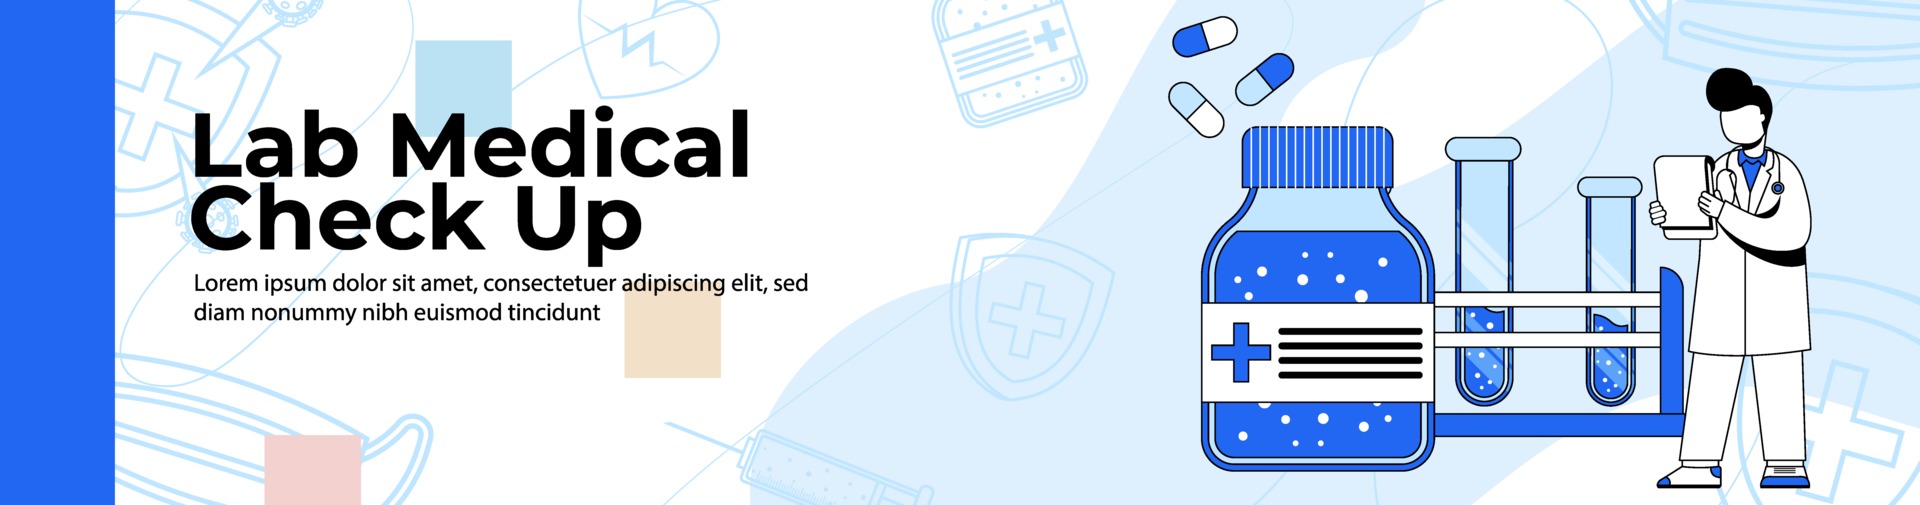 Lab Medical
Check Up
Lorem ipsum dolor sit amet, consectetuer adipiscing elit, sed
diam nonummy nibh euismod tincidunt